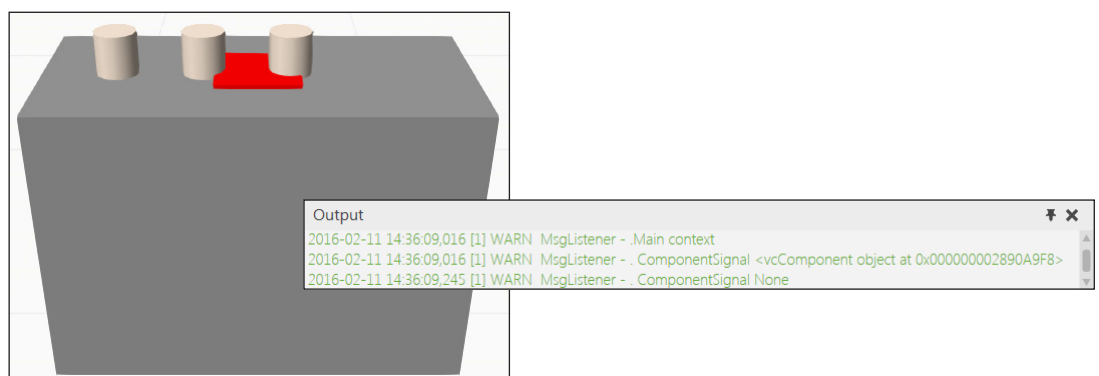 Output
2016-02-11 14:36:09,016 [1] WARN  MsgListener - .Main context
2016-02-11 14:36:09,016 [1] WARN  MsgListener - . ComponentSignal <vcComponent object at 0x000000002890A9F8>
2016-02-11 14:36:09,245 [1] WARN  MsgListener - . ComponentSignal None